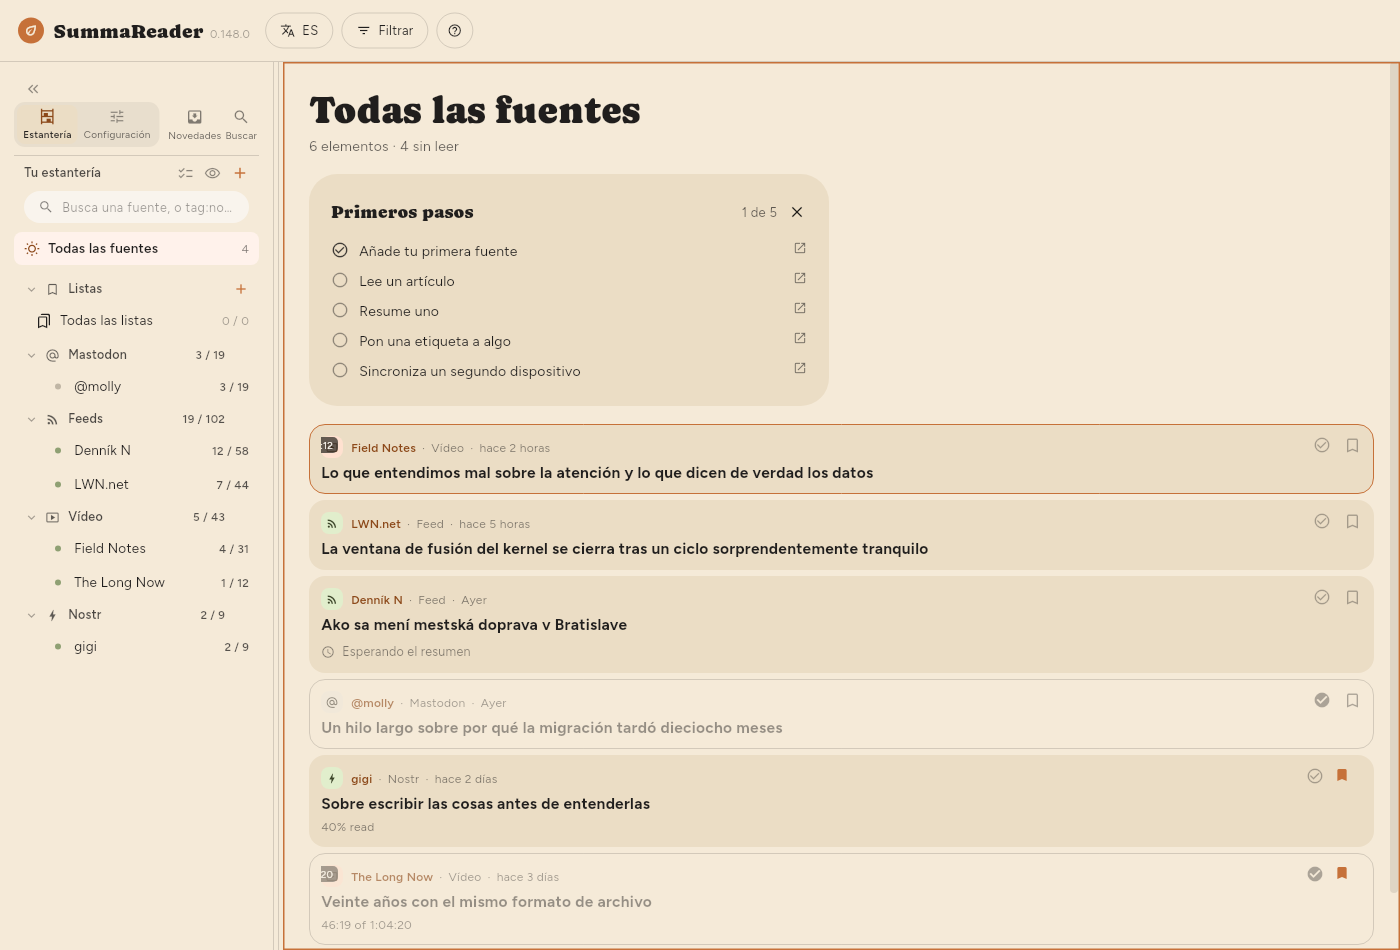 SummaReader 0.148.0
ES
Filtrar
Estantería
Configuración
Novedades
Buscar
Tu estantería
Busca una fuente, o tag:no...
Todas las fuentes 4
Listas
Todas las listas 0 / 0
Mastodon 3 / 19
@molly 3 / 19
Feeds 19 / 102
Denník N 12 / 58
LWN.net 7 / 44
Vídeo 5 / 43
Field Notes 4 / 31
The Long Now 1 / 12
Nostr 2 / 9
gigi 2 / 9
Todas las fuentes
6 elementos · 4 sin leer
Primeros pasos 1 de 5
Añade tu primera fuente
Lee un artículo
Resume uno
Pon una etiqueta a algo
Sincroniza un segundo dispositivo
:12 Field Notes · Vídeo · hace 2 horas
Lo que entendimos mal sobre la atención y lo que dicen de verdad los datos
LWN.net · Feed · hace 5 horas
La ventana de fusión del kernel se cierra tras un ciclo sorprendentemente tranquilo
Denník N · Feed · Ayer
Ako sa mení mestská doprava v Bratislave
Esperando el resumen
@molly · Mastodon · Ayer
Un hilo largo sobre por qué la migración tardó dieciocho meses
gigi · Nostr · hace 2 días
Sobre escribir las cosas antes de entenderlas
40% read
20 The Long Now · Vídeo · hace 3 días
Veinte años con el mismo formato de archivo
46:19 of 1:04:20